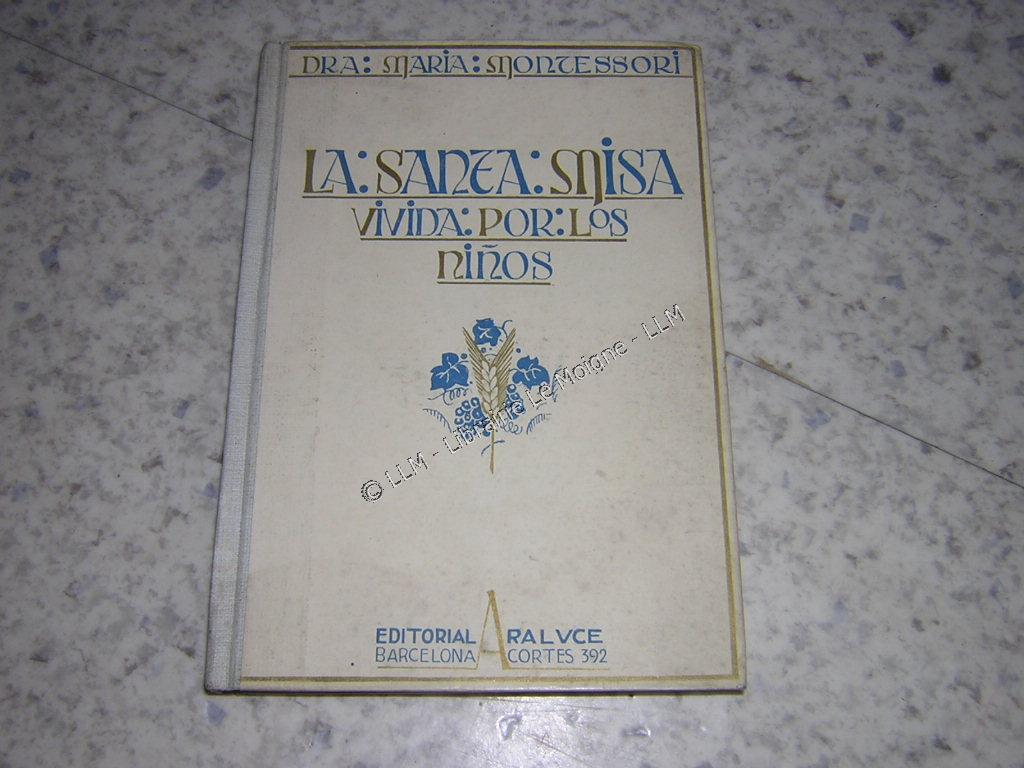 DRA: MARIA: MONTESSORI
LA: SANTA: MISA
VIVIDA: POR: LOS
NIÑOS
© LLM - Librairie Le Moigne - LLM
EDITORIAL ARALVCE
BARCELONA CORTES 392